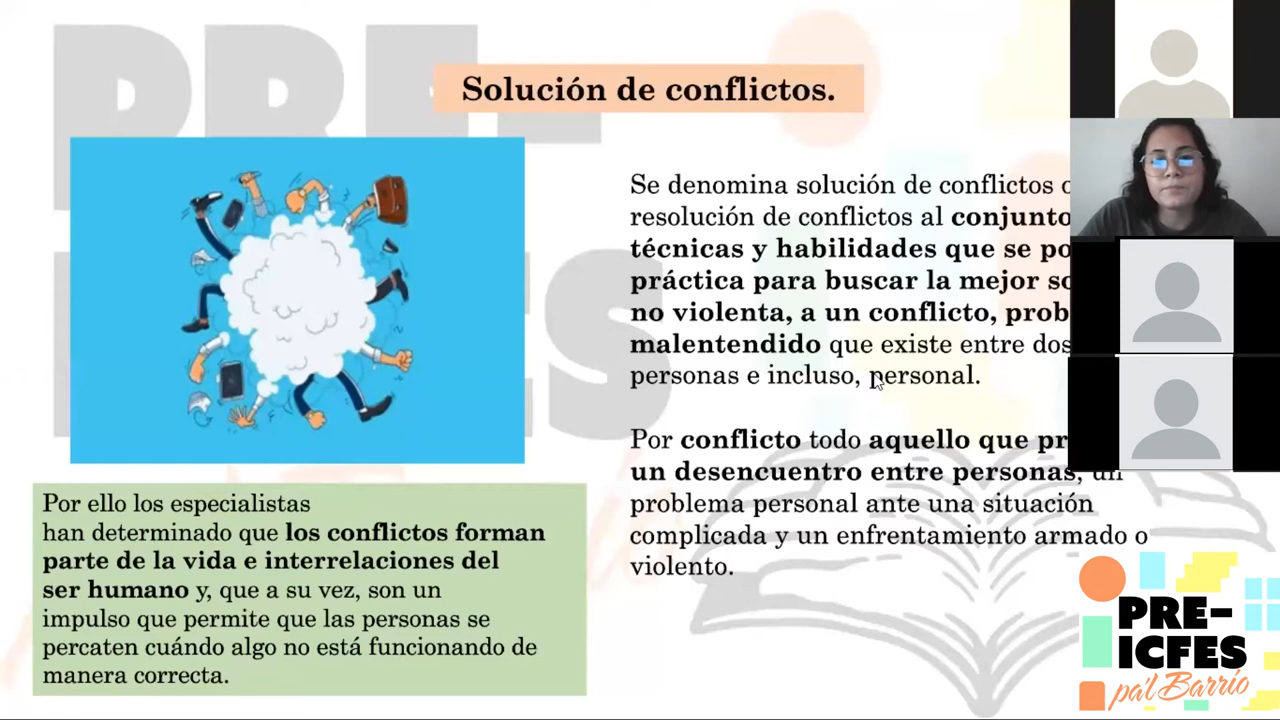 Solución de conflictos.
Se denomina solución de conflictos o
resolución de conflictos al conjunto
técnicas y habilidades que se
práctica para buscar la mejor
no violenta, a un conflicto,
malentendido que existe entre dos
personas e incluso, personal.
Por conflicto todo aquello que
un desencuentro entre personas, un
problema personal ante una situación
complicada y un enfrentamiento armado o
violento.
Por ello los especialistas
han determinado que los conflictos forman
parte de la vida e interrelaciones del
ser humano y, que a su vez, son un
impulso que permite que las personas se
percaten cuándo algo no está funcionando de
manera correcta.
PRE-
ICFES
pa'l Barrio